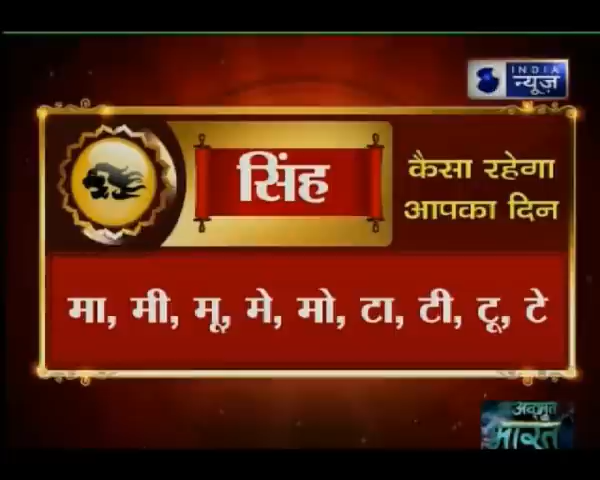 INDIA
न्यूज़
सिंह
कैसा रहेगा
आपका दिन
मा, मी, मू, मे, मो, टा, टी, टू, टे
अद्भुत
भारत